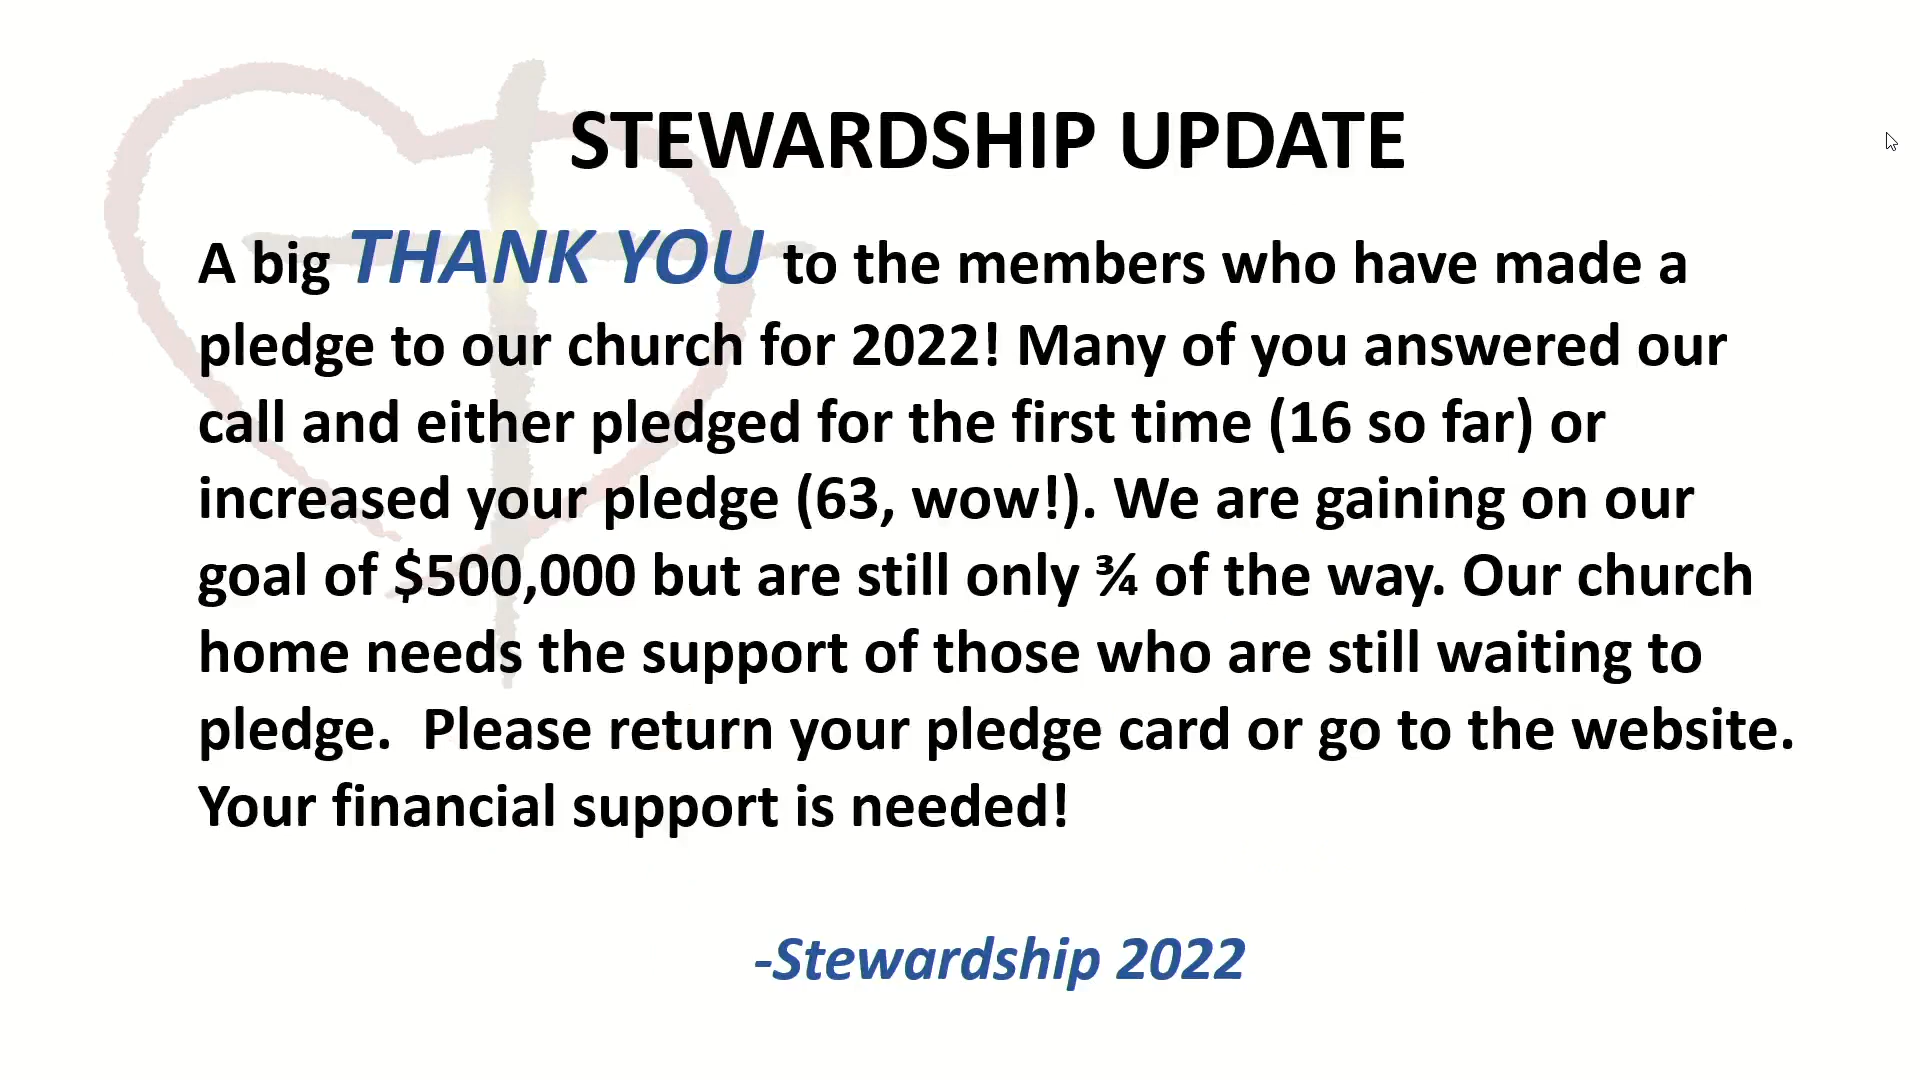 STEWARDSHIP UPDATE
A big THANK YOU to the members who have made a
pledge to our church for 2022! Many of you answered our
call and either pledged for the first time (16 so far) or
increased your pledge (63, wow!). We are gaining on our
goal of $500,000 but are still only ¾ of the way. Our church
home needs the support of those who are still waiting to
pledge.  Please return your pledge card or go to the website.
Your financial support is needed!
-Stewardship 2022